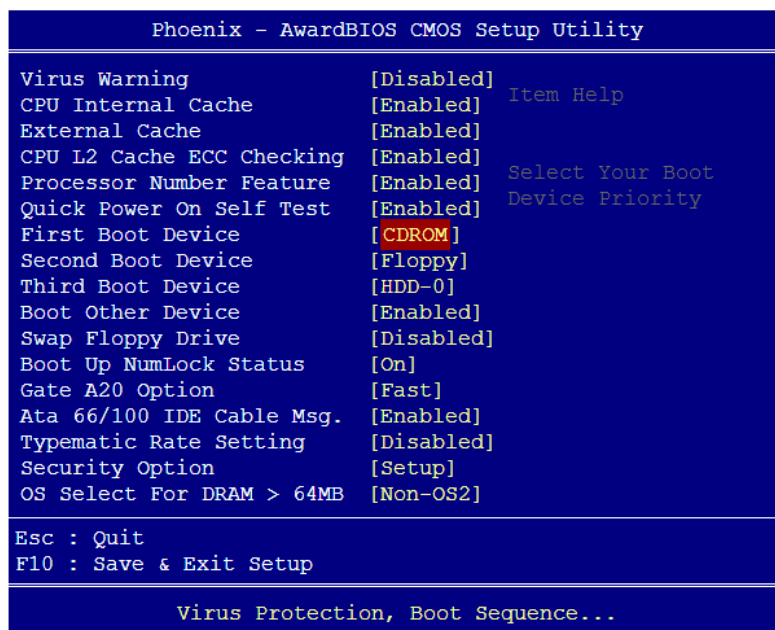 Phoenix - AwardBIOS CMOS Setup Utility
Virus Warning [Disabled]
CPU Internal Cache [Enabled]
External Cache [Enabled]
CPU L2 Cache ECC Checking [Enabled]
Processor Number Feature [Enabled]
Quick Power On Self Test [Enabled]
First Boot Device [CDROM]
Second Boot Device [Floppy]
Third Boot Device [HDD-0]
Boot Other Device [Enabled]
Swap Floppy Drive [Disabled]
Boot Up NumLock Status [On]
Gate A20 Option [Fast]
Ata 66/100 IDE Cable Msg. [Enabled]
Typematic Rate Setting [Disabled]
Security Option [Setup]
OS Select For DRAM > 64MB [Non-OS2]
Item Help
Select Your Boot
Device Priority
Esc : Quit
F10 : Save & Exit Setup
Virus Protection, Boot Sequence...